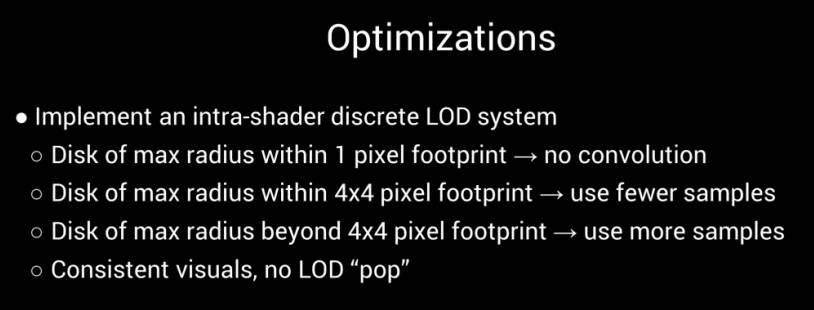 Optimizations
● Implement an intra-shader discrete LOD system
○ Disk of max radius within 1 pixel footprint → no convolution
○ Disk of max radius within 4x4 pixel footprint → use fewer samples
○ Disk of max radius beyond 4x4 pixel footprint → use more samples
○ Consistent visuals, no LOD “pop”